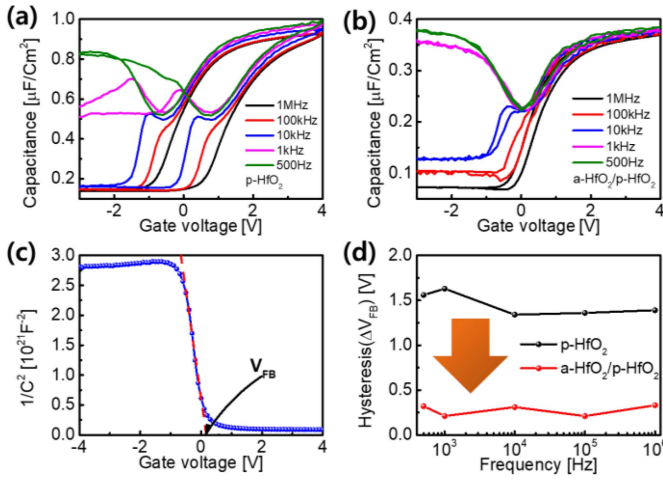 (a)
Capacitance [μF/Cm²]
1.0
0.8
0.6
0.4
0.2
1MHz
100kHz
10kHz
1kHz
500Hz
p-HfO₂
-2 0 2 4
Gate voltage [V]
(b)
Capacitance [μF/Cm²]
0.4
0.3
0.2
0.1
1MHz
100kHz
10kHz
1kHz
500Hz
a-HfO₂/p-HfO₂
-2 0 2 4
Gate voltage [V]
(c)
1/C² [10²¹F⁻²]
3.0
2.5
2.0
1.5
1.0
0.5
0.0
V_FB
-4 -2 0 2 4
Gate voltage [V]
(d)
Hysteresis(ΔV_FB) [V]
2.0
1.5
1.0
0.5
0.0
p-HfO₂
a-HfO₂/p-HfO₂
10³ 10⁴ 10⁵
Frequency [Hz]